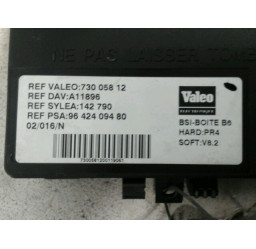 NE PAS LAISSER
REF VALEO:730 058 12
REF DAV:A11896
REF SYLEA:142 790
REF PSA:96 424 094 80
02/016/N
Valeo
BSI-BOITE B6
HARD:PR4
SOFT:V8.2